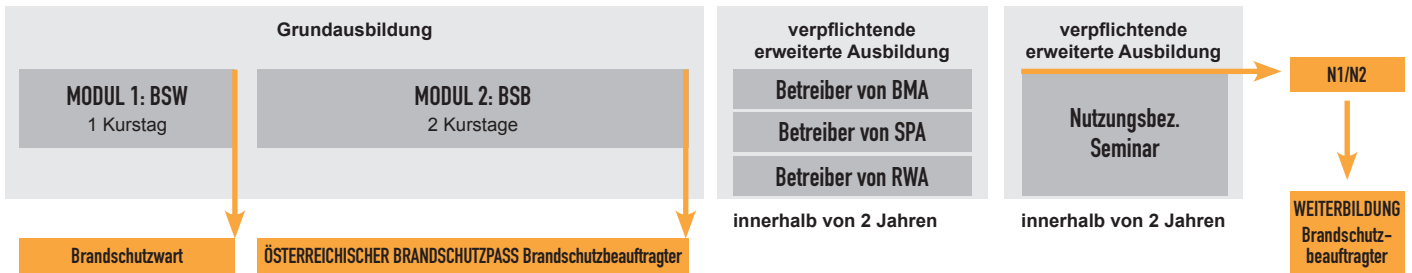 Grundausbildung
MODUL 1: BSW
1 Kurstag
MODUL 2: BSB
2 Kurstage
Brandschutzwart
ÖSTERREICHISCHER BRANDSCHUTZPASS Brandschutzbeauftragter
verpflichtende
erweiterte Ausbildung
Betreiber von BMA
Betreiber von SPA
Betreiber von RWA
innerhalb von 2 Jahren
verpflichtende
erweiterte Ausbildung
Nutzungsbez.
Seminar
innerhalb von 2 Jahren
N1/N2
WEITERBILDUNG
Brandschutz-
beauftragter